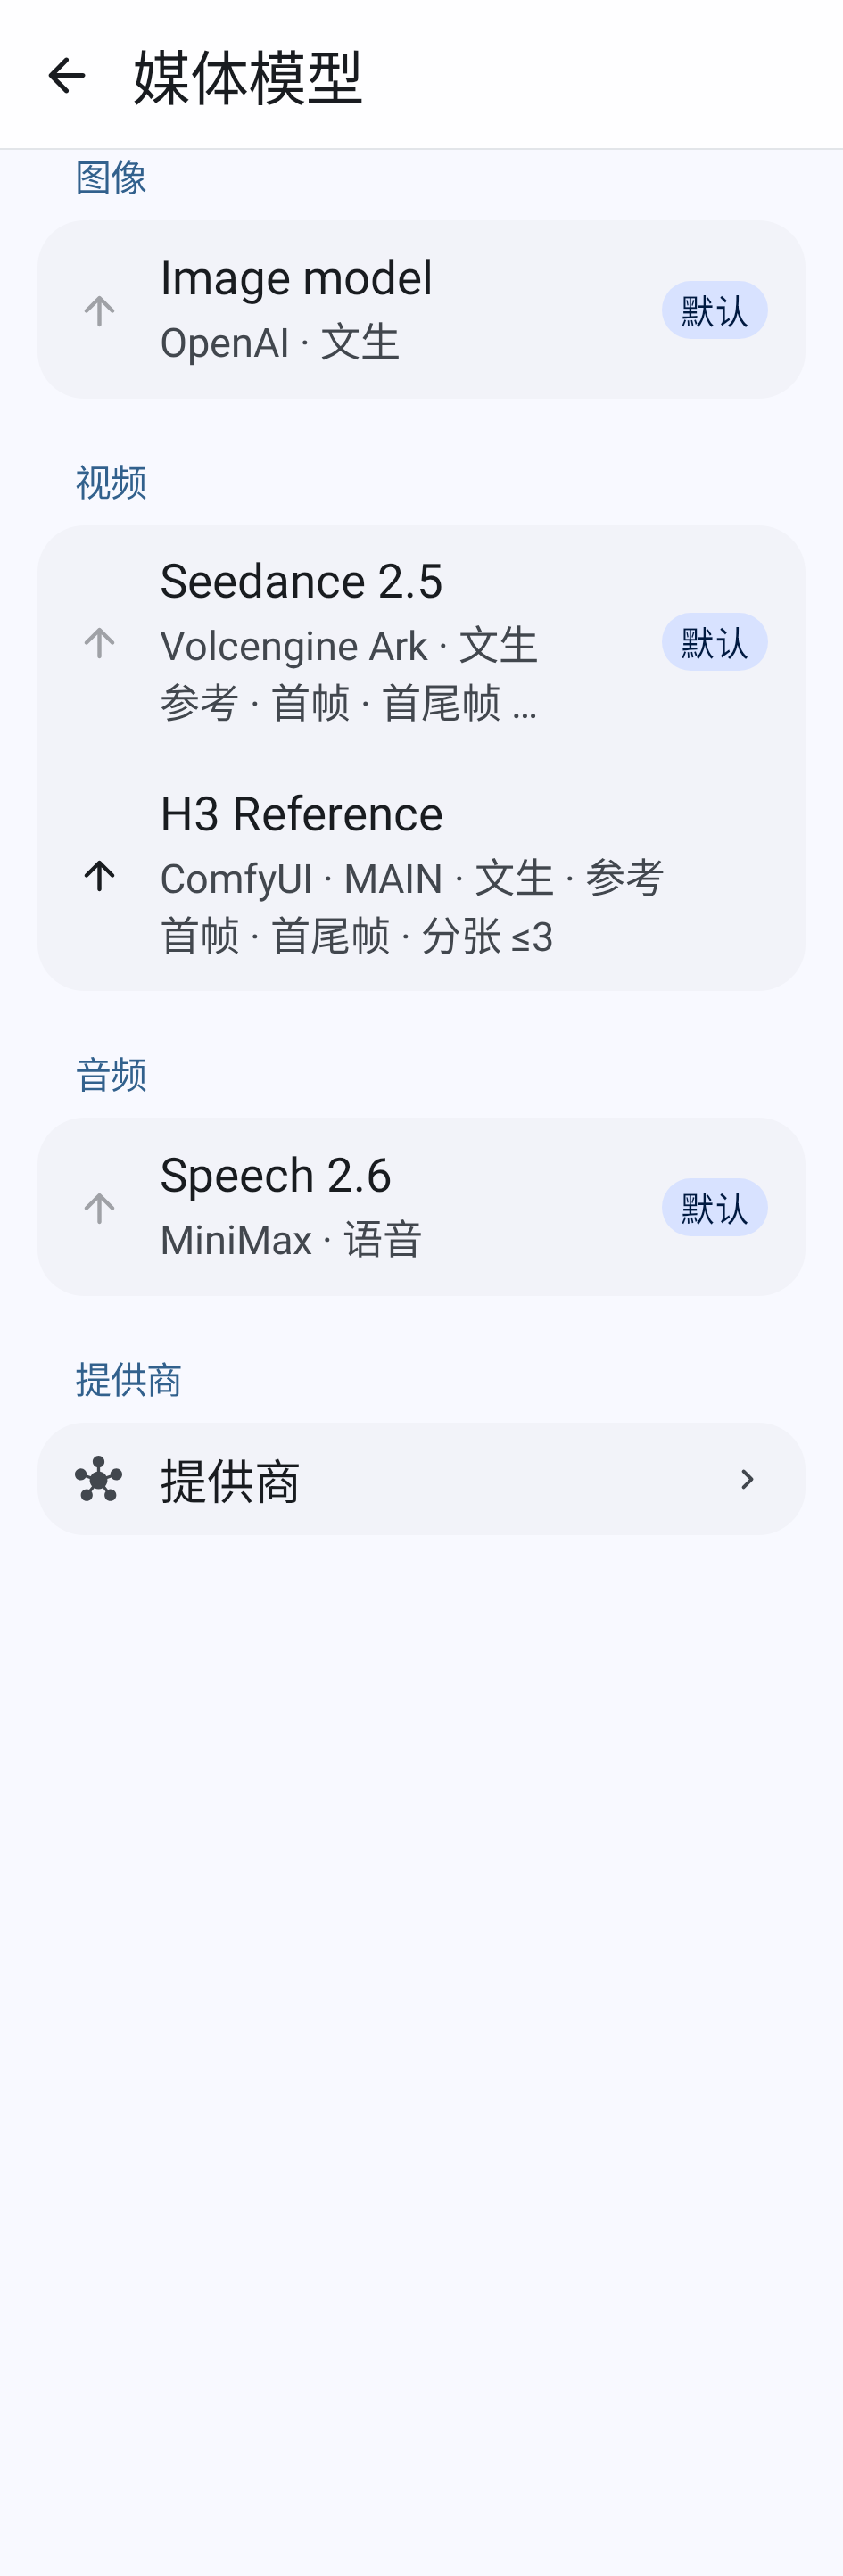 媒体模型
图像
Image model
OpenAI · 文生
默认
视频
Seedance 2.5
Volcengine Ark · 文生
参考 · 首帧 · 首尾帧 …
默认
H3 Reference
ComfyUI · MAIN · 文生 · 参考
首帧 · 首尾帧 · 分张 ≤3
音频
Speech 2.6
MiniMax · 语音
默认
提供商
提供商